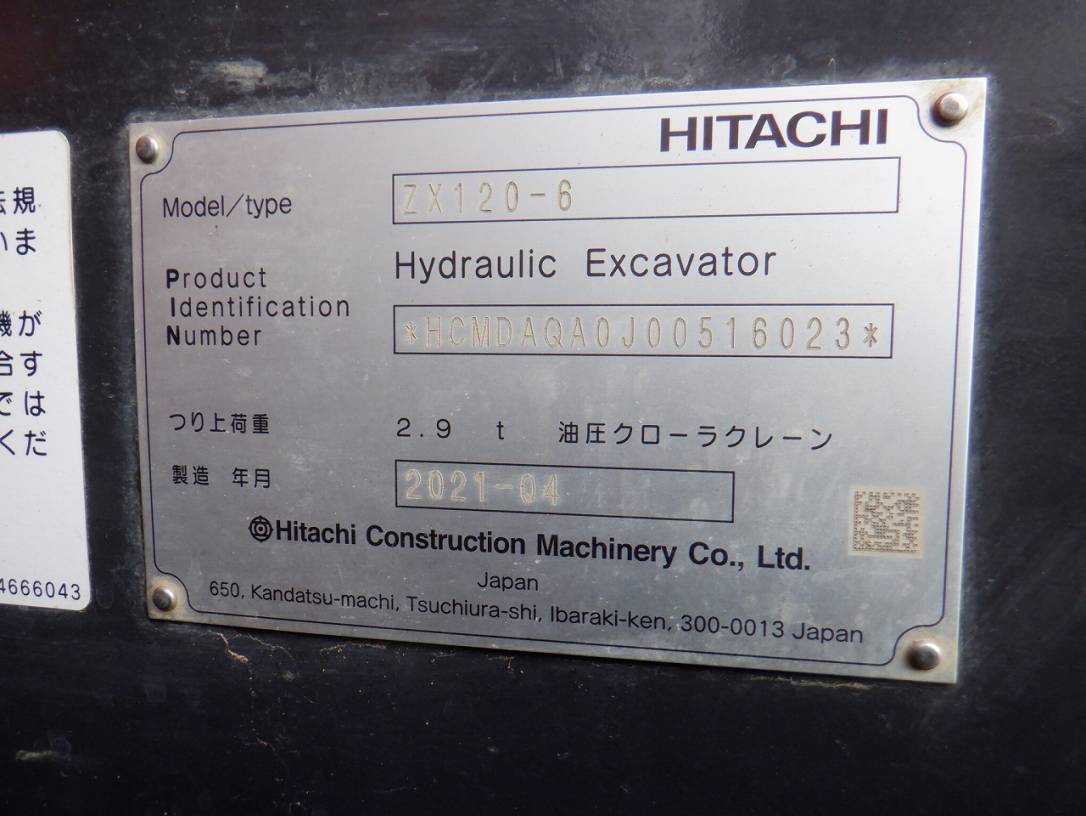 HITACHI
Model/type ZX120-6
Hydraulic Excavator
Product
Identification
Number
*HCMDAQA0J00516023*
つり上荷重 2.9 t 油圧クローラクレーン
製造 年月 2021-04
Hitachi Construction Machinery Co., Ltd.
Japan
650, Kandatsu-machi, Tsuchiura-shi, Ibaraki-ken, 300-0013 Japan
規
いま
機が
合す
では
くだ
4666043